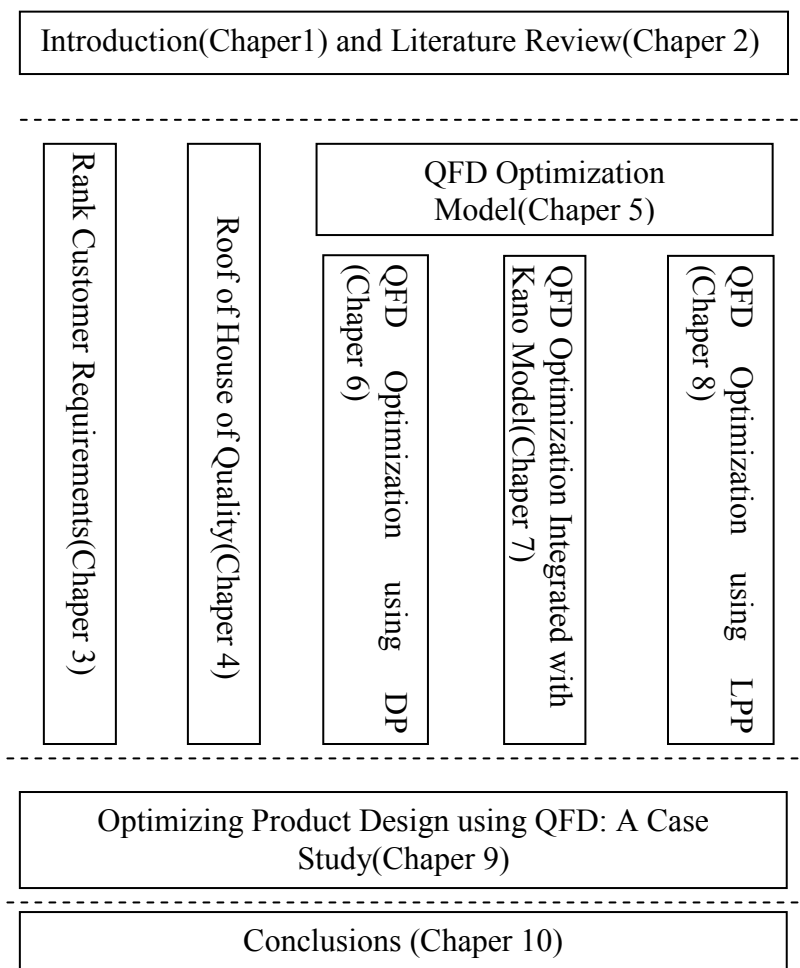 Introduction(Chaper1) and Literature Review(Chaper 2)
Rank Customer Requirements(Chaper 3)
Roof of House of Quality(Chaper 4)
QFD Optimization
Model(Chaper 5)
QFD Optimization using DP
(Chaper 6)
QFD Optimization Integrated with
Kano Model(Chaper 7)
QFD Optimization using LPP
(Chaper 8)
Optimizing Product Design using QFD: A Case
Study(Chaper 9)
Conclusions (Chaper 10)